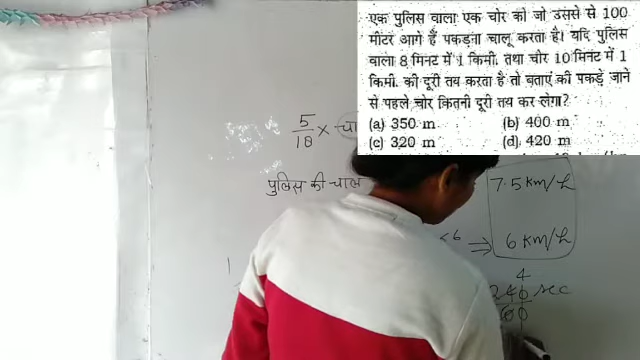 एक पुलिस वाला एक चोर को जो उससे से 100
मीटर आगे हैं पकड़ना चालू करता है। यदि पुलिस
वाला 8 मिनट में 1 किमी. तथा चोर 10 मिनट में 1
किमी. की दूरी तय करता है तो बताएं की पकड़े जाने
से पहले चोर कितनी दूरी तय कर लेगा?
(a) 350 m (b) 400 m
(c) 320 m (d) 420 m
5/18 × चा
पुलिस की चाल 7.5 km/h
6 ⇒ 6 km/h
4
240 sec
60